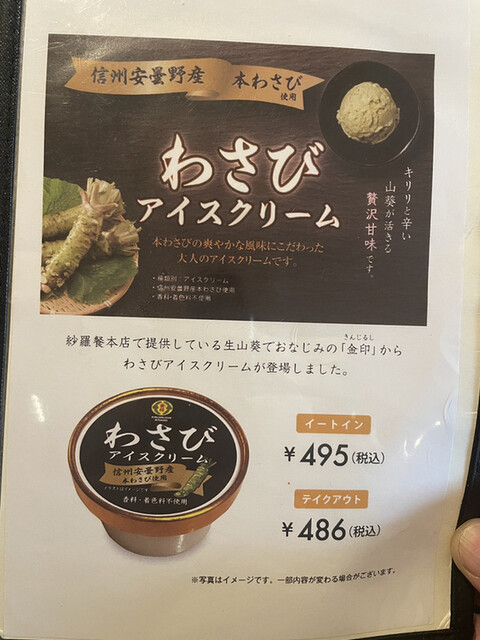 信州安曇野産 本わさび
使用
わさび
アイスクリーム
キリリと辛い
山葵が活きる
贅沢甘味です。
本わさびの爽やかな風味にこだわった
大人のアイスクリームです。
・種類別：アイスクリーム
・信州安曇野産本わさび使用
・香料・着色料不使用
紗羅餐本店で提供している生山葵でおなじみの「金印」から
きんじるし
わさびアイスクリームが登場しました。
わさび
アイスクリーム
信州安曇野産
本わさび使用
香料・着色料不使用
イートイン
¥495(税込)
テイクアウト
¥486(税込)
※写真はイメージです。一部内容が変わる場合がございます。